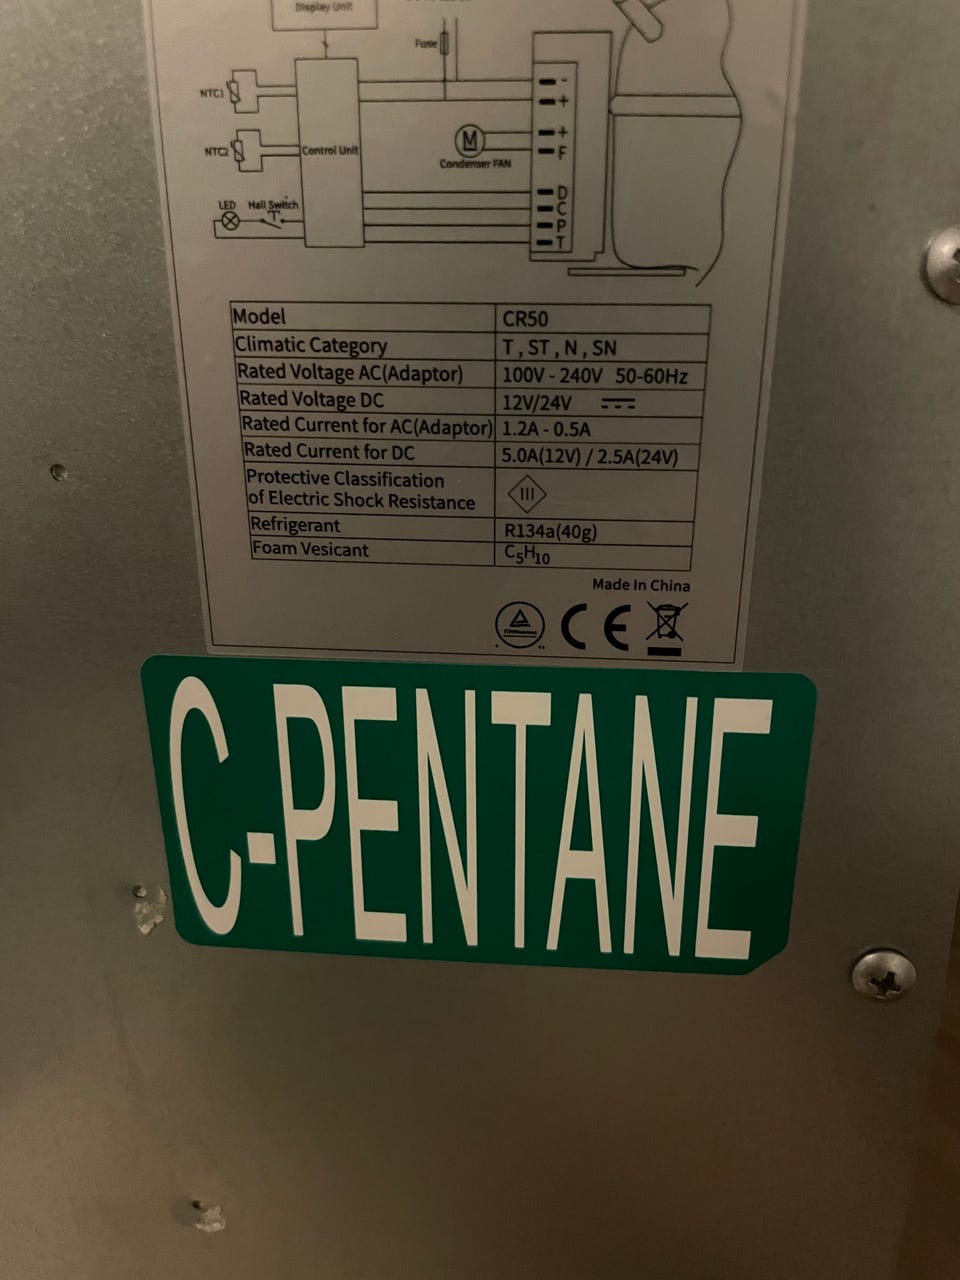 Display Unit
Fuse
-
NTC1
+
+
M
NTC2
Control Unit
F
Condenser FAN
D
LED Hall Switch
C
P
T
Model CR50
Climatic Category T , ST , N , SN
Rated Voltage AC(Adaptor) 100V - 240V 50-60Hz
Rated Voltage DC 12V/24V
Rated Current for AC(Adaptor) 1.2A - 0.5A
Rated Current for DC 5.0A(12V) / 2.5A(24V)
Protective Classification
of Electric Shock Resistance III
Refrigerant R134a(40g)
Foam Vesicant C5H10
Made In China
CE
C-PENTANE